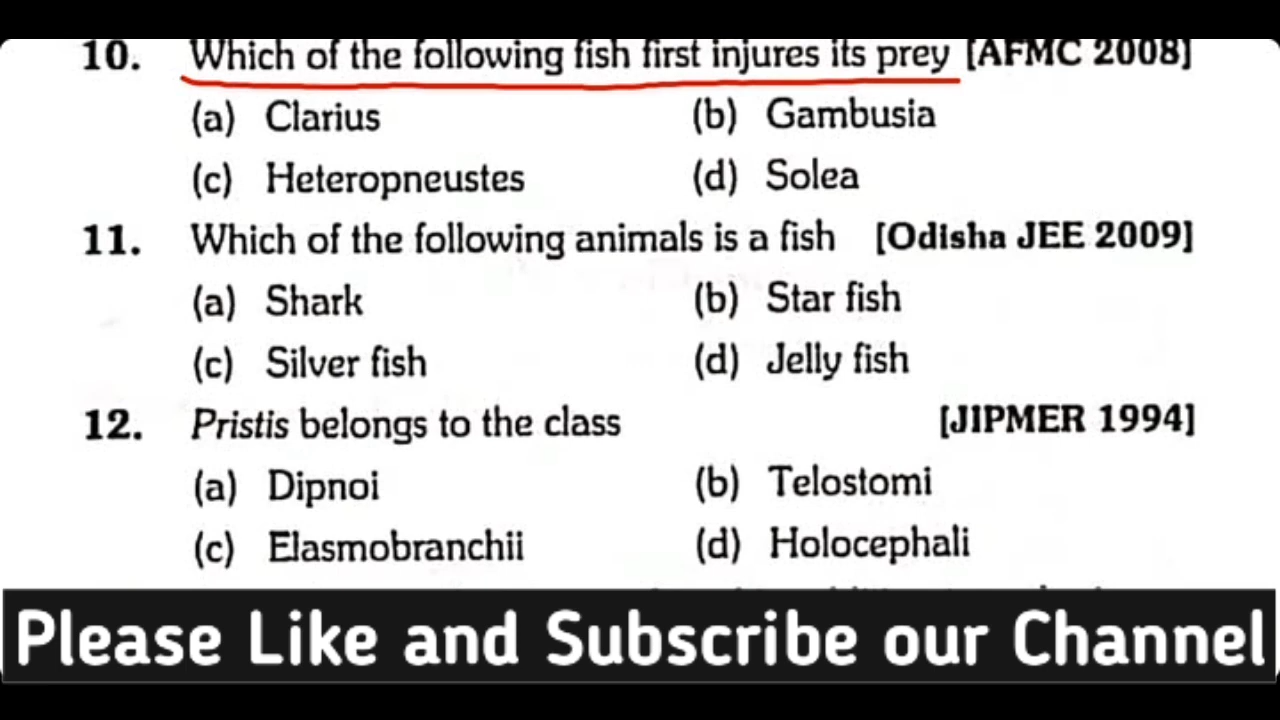 10. Which of the following fish first injures its prey [AFMC 2008]
(a) Clarius (b) Gambusia
(c) Heteropneustes (d) Solea
11. Which of the following animals is a fish [Odisha JEE 2009]
(a) Shark (b) Star fish
(c) Silver fish (d) Jelly fish
12. Pristis belongs to the class [JIPMER 1994]
(a) Dipnoi (b) Telostomi
(c) Elasmobranchii (d) Holocephali
Please Like and Subscribe our Channel